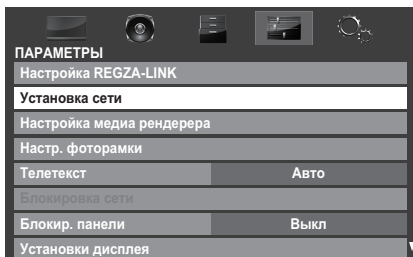 ПАРАМЕТРЫ
Настройка REGZA-LINK
Установка сети
Настройка медиа рендерера
Настр. фоторамки
Телетекст Авто
Блокировка сети
Блокир. панели Выкл
Установки дисплея